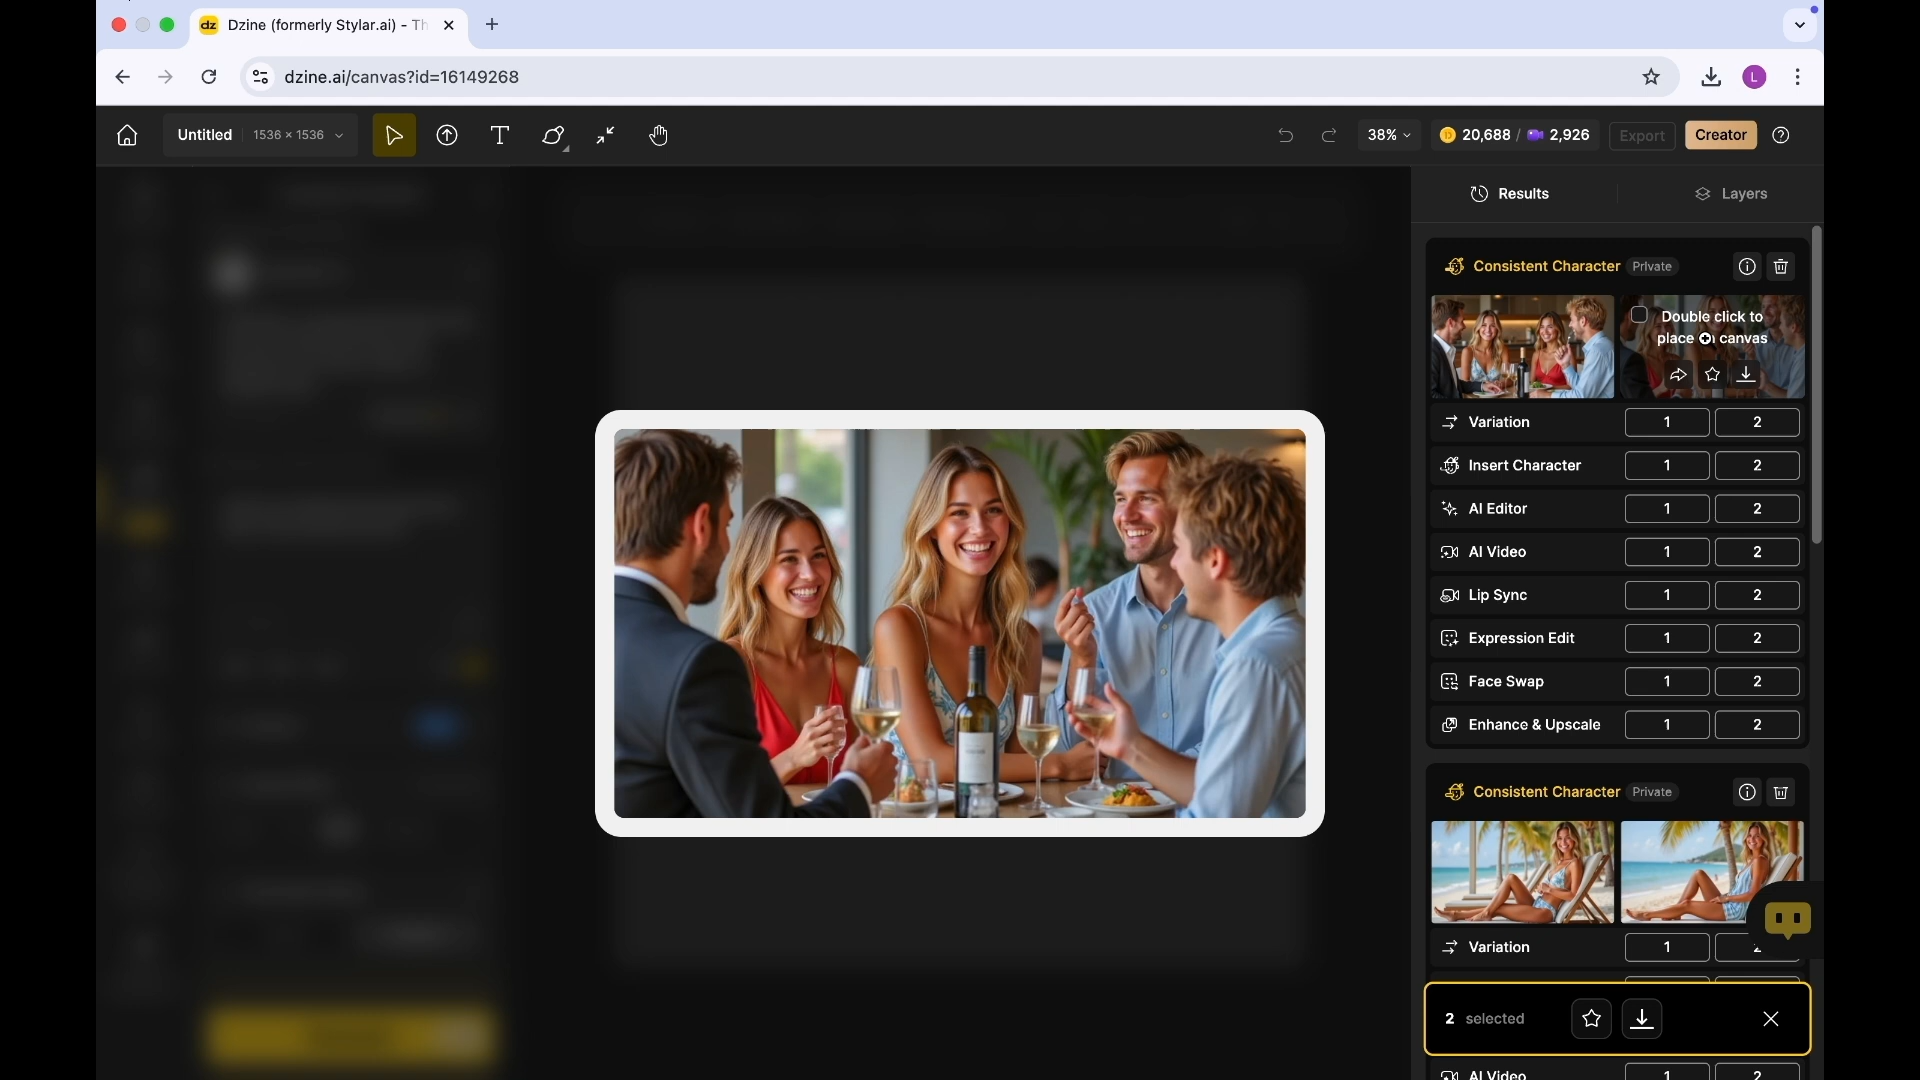 dz Dzine (formerly Stylar.ai) - Th
dzine.ai/canvas?id=16149268
L
Untitled 1536 × 1536
T
38%
20,688 / 2,926
Export
Creator
Results
Layers
Consistent Character Private
Double click to
place canvas
Variation 1 2
Insert Character 1 2
AI Editor 1 2
AI Video 1 2
Lip Sync 1 2
Expression Edit 1 2
Face Swap 1 2
Enhance & Upscale 1 2
Consistent Character Private
Variation 1 2
2 selected
AI Video 1 2